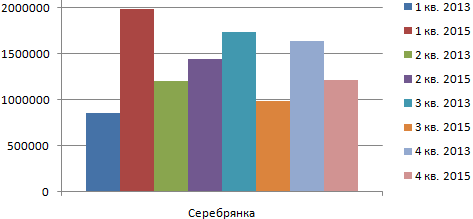 2000000
1500000
1000000
500000
0
Серебрянка
1 кв. 2013
1 кв. 2015
2 кв. 2013
2 кв. 2015
3 кв. 2013
3 кв. 2015
4 кв. 2013
4 кв. 2015